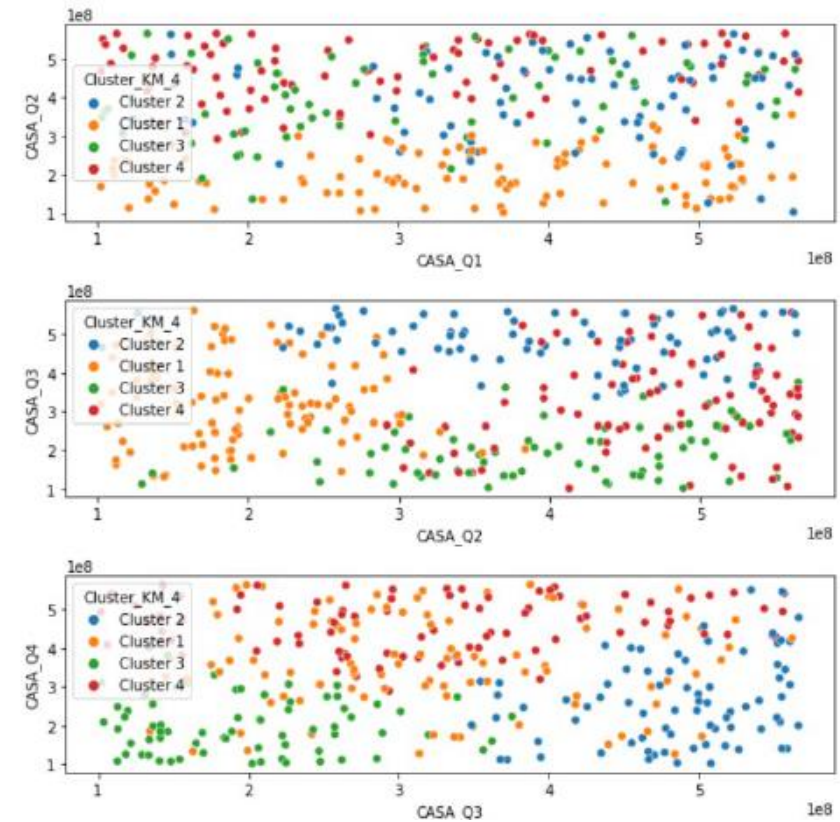 1e8
5
4
3
2
1
CASA_Q2
Cluster_KM_4
Cluster 2
Cluster 1
Cluster 3
Cluster 4
1
2
3
4
5
1e8
CASA_Q1
1e8
5
4
3
2
1
CASA_Q3
Cluster_KM_4
Cluster 2
Cluster 1
Cluster 3
Cluster 4
1
2
3
4
5
1e8
CASA_Q2
1e8
5
4
3
2
1
CASA_Q4
Cluster_KM_4
Cluster 2
Cluster 1
Cluster 3
Cluster 4
1
2
3
4
5
1e8
CASA_Q3